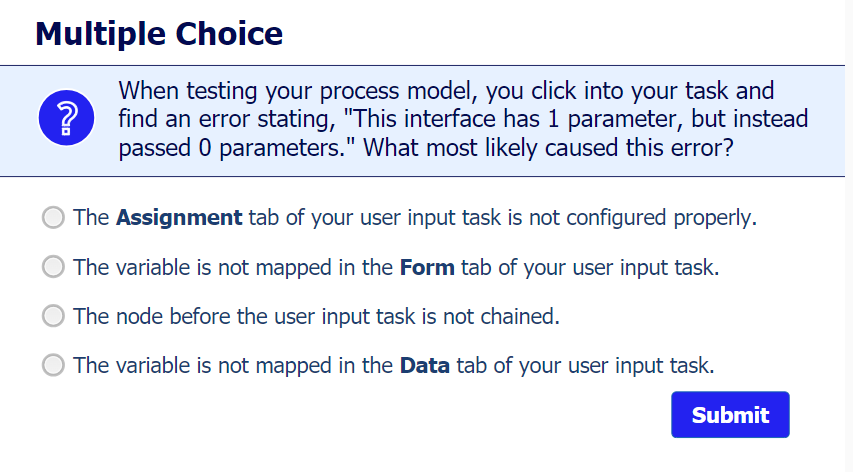 Multiple Choice
?
When testing your process model, you click into your task and
find an error stating, "This interface has 1 parameter, but instead
passed 0 parameters." What most likely caused this error?
The Assignment tab of your user input task is not configured properly.
The variable is not mapped in the Form tab of your user input task.
The node before the user input task is not chained.
The variable is not mapped in the Data tab of your user input task.
Submit